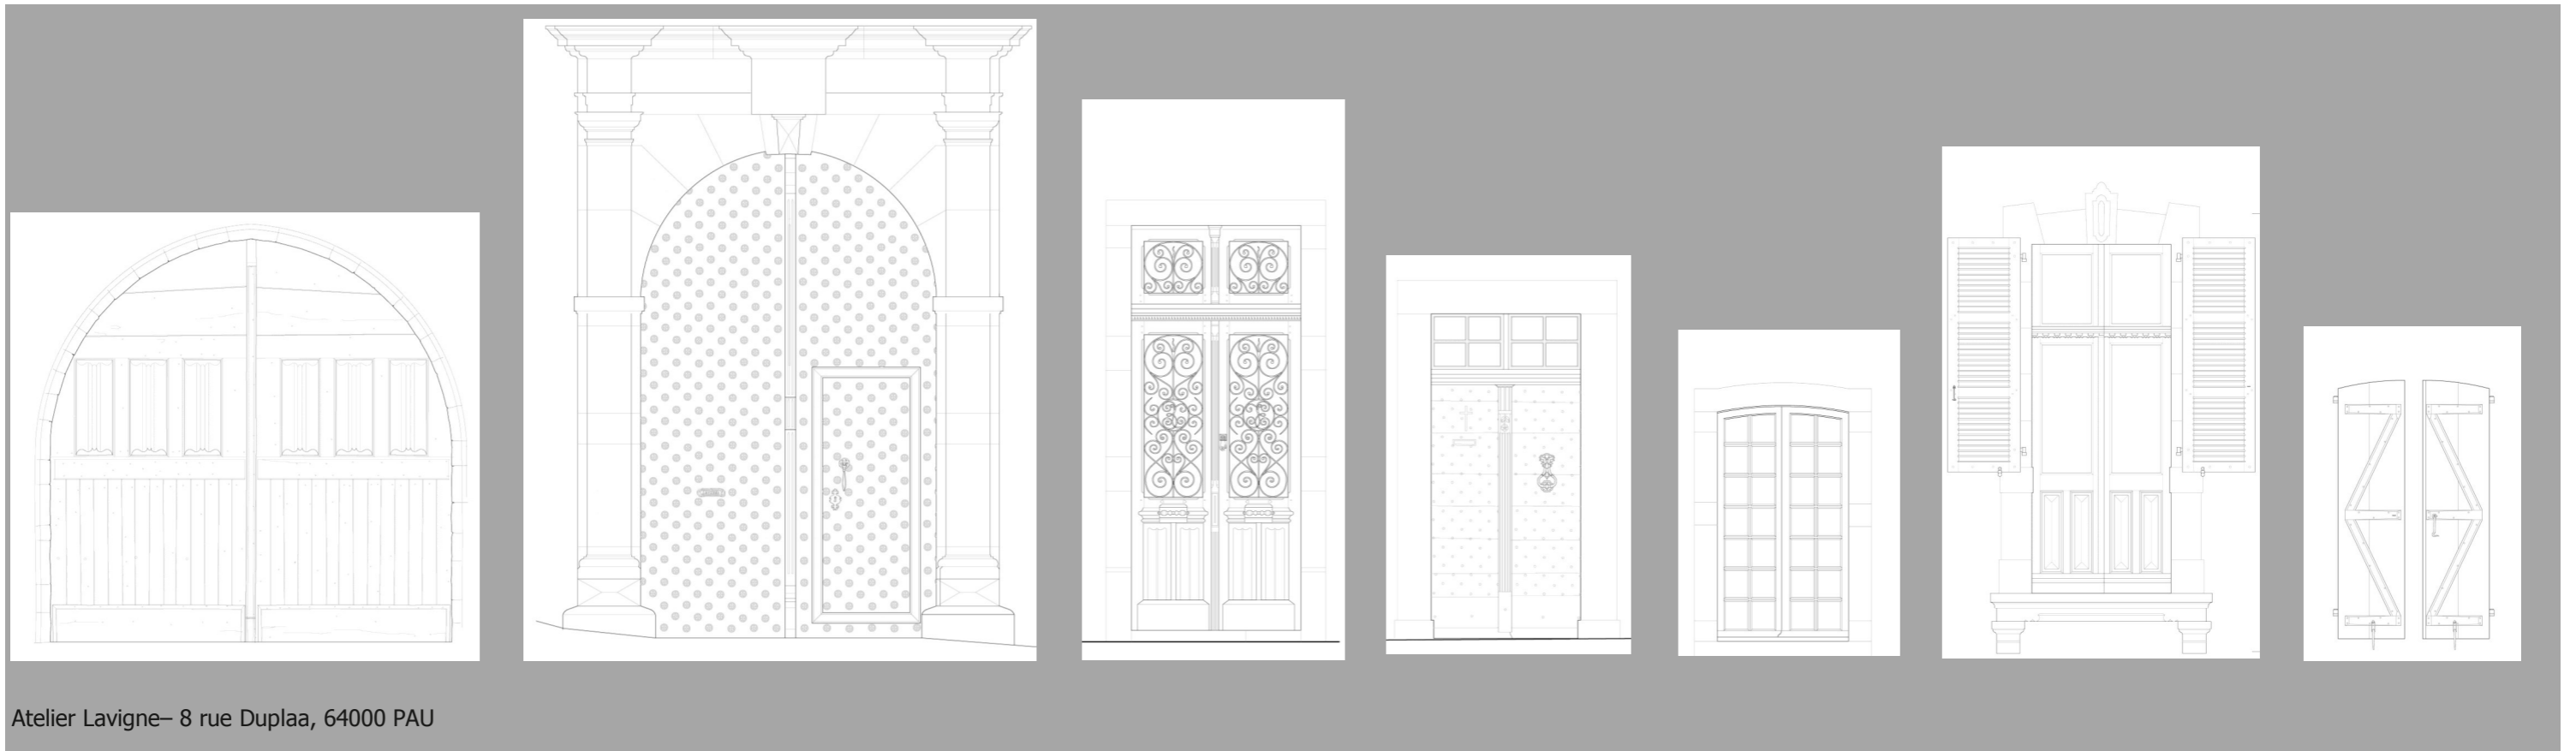 Atelier Lavigne– 8 rue Duplaa, 64000 PAU